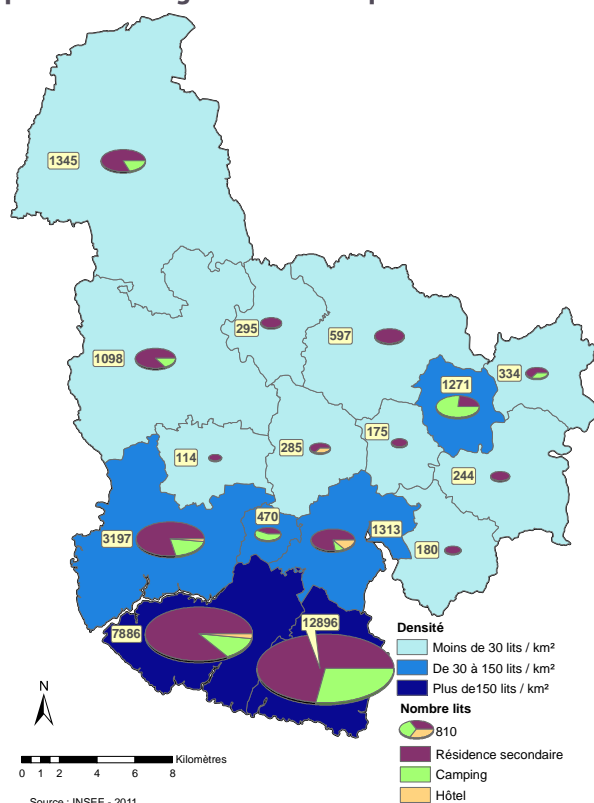 1345
295
597
1098
334
1271
175
285
114
244
470
3197
1313
180
7886
12896
Densité
Moins de 30 lits / km²
De 30 à 150 lits / km²
Plus de150 lits / km²
Nombre lits
810
Résidence secondaire
Camping
Hôtel
N
Kilomètres
0 1 2 4 6 8
Source : INSEE - 2011